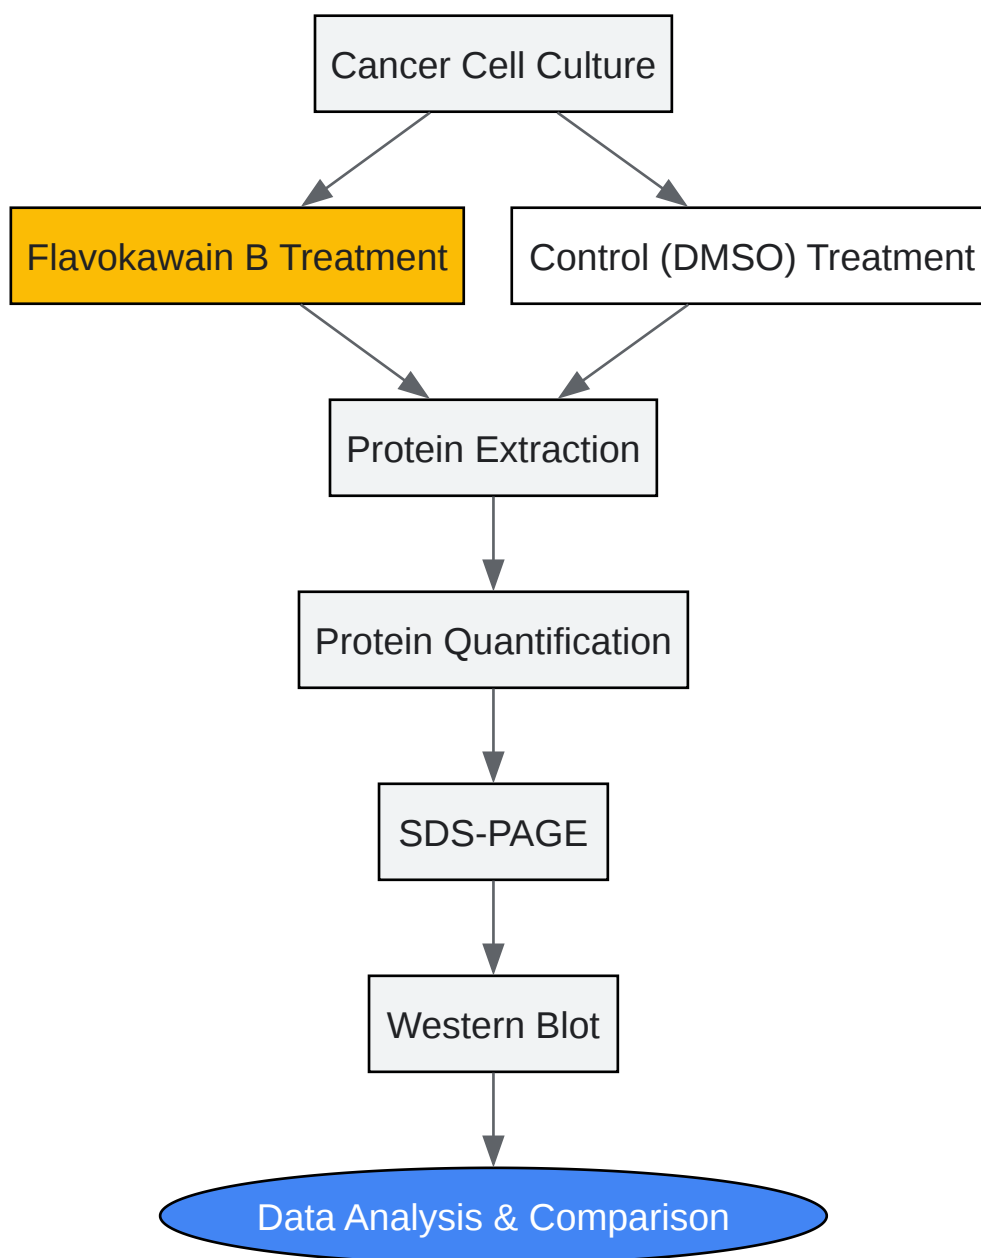 Cancer Cell Culture
Flavokawain B Treatment
Control (DMSO) Treatment
Protein Extraction
Protein Quantification
SDS-PAGE
Western Blot
Data Analysis & Comparison